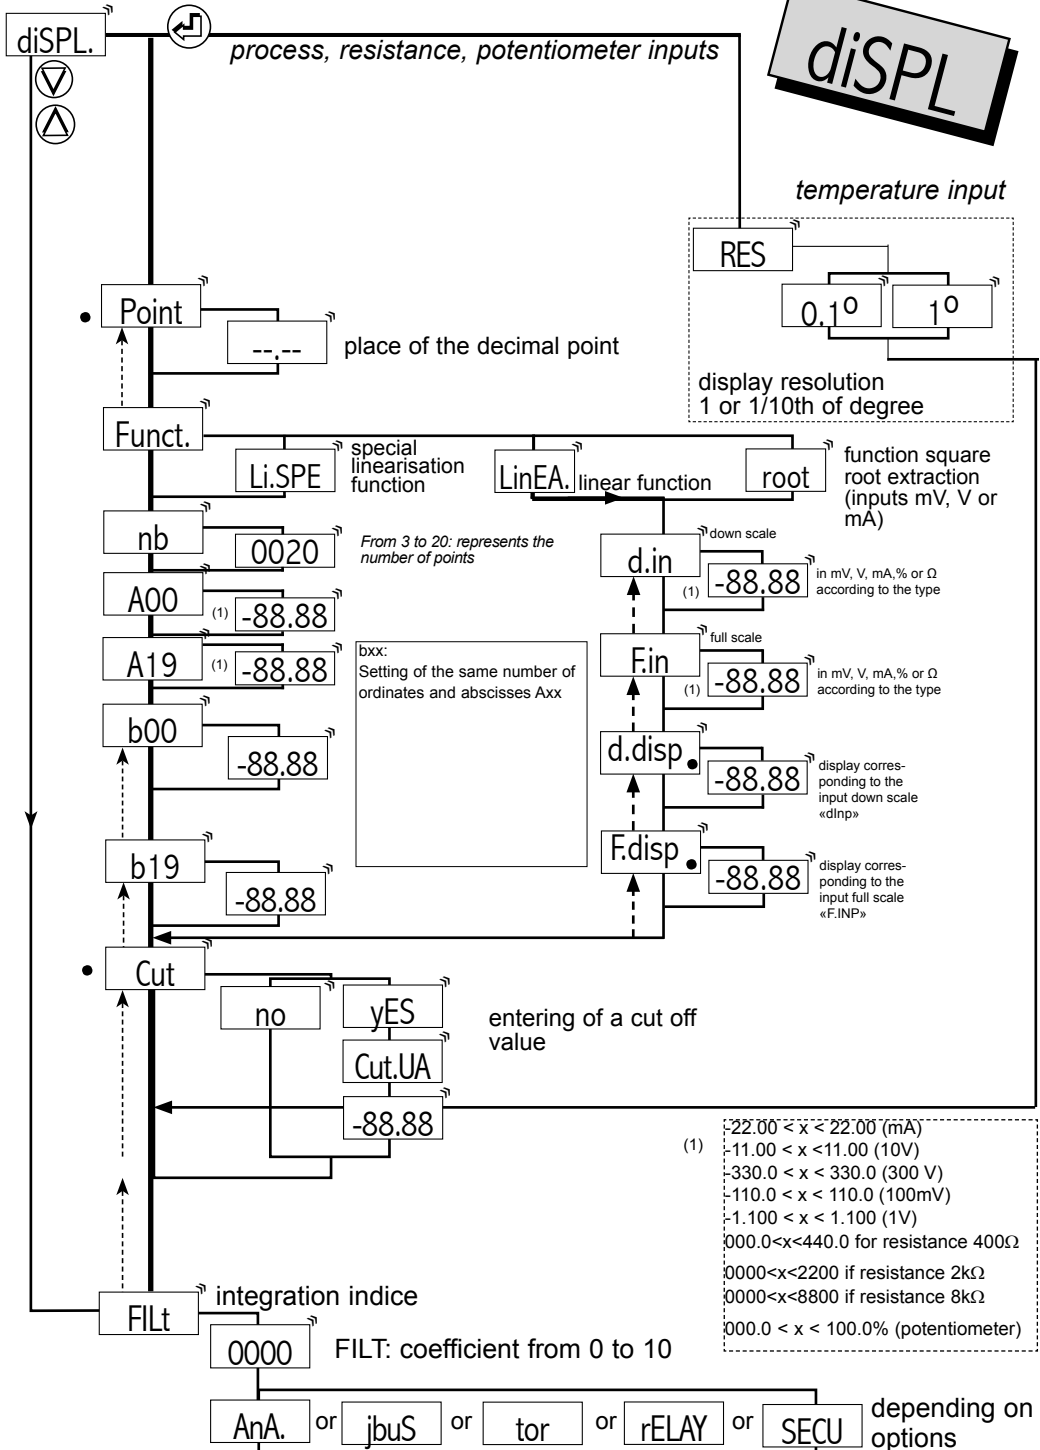 diSPL.
process, resistance, potentiometer inputs
diSPL
temperature input
RES
0.1º
1º
display resolution
1 or 1/10th of degree
Point
--.--
place of the decimal point
Funct.
Li.SPE
special
linearisation
function
LinEA.
linear function
root
function square
root extraction
(inputs mV, V or
mA)
nb
0020
From 3 to 20: represents the
number of points
A00
(1)
-88.88
A19
(1)
-88.88
bxx:
Setting of the same number of
ordinates and abscisses Axx
b00
-88.88
b19
-88.88
d.in
down scale
(1)
-88.88
in mV, V, mA,% or Ω
according to the type
F.in
full scale
(1)
-88.88
in mV, V, mA,% or Ω
according to the type
d.disp
-88.88
display corres-
ponding to the
input down scale
«dInp»
F.disp
-88.88
display corres-
ponding to the
input full scale
«F.INP»
Cut
no
yES
Cut.UA
-88.88
entering of a cut off
value
(1)
-22.00 < x < 22.00 (mA)
-11.00 < x <11.00 (10V)
-330.0 < x < 330.0 (300 V)
-110.0 < x < 110.0 (100mV)
-1.100 < x < 1.100 (1V)
000.0<x<440.0 for resistance 400Ω
0000<x<2200 if resistance 2kΩ
0000<x<8800 if resistance 8kΩ
000.0 < x < 100.0% (potentiometer)
FILt
integration indice
0000
FILT: coefficient from 0 to 10
AnA. or jbuS or tor or rELAY or SECU
depending on
options